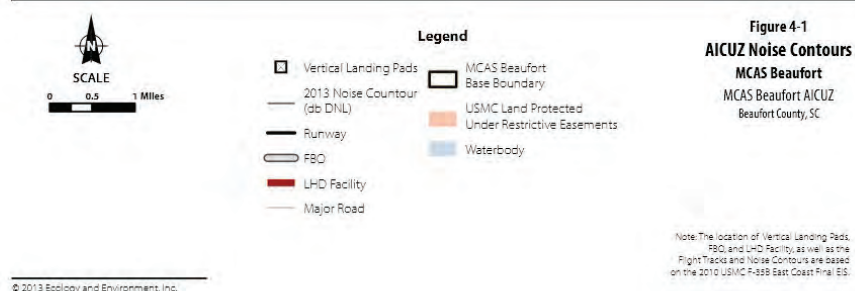 N
SCALE
0 0.5 1 Miles
Legend
Vertical Landing Pads
2013 Noise Countour
(db DNL)
Runway
FBO
LHD Facility
Major Road
MCAS Beaufort
Base Boundary
USMC Land Protected
Under Restrictive Easements
Waterbody
Figure 4-1
AICUZ Noise Contours
MCAS Beaufort
MCAS Beaufort AICUZ
Beaufort County, SC
Note: The location of Vertical Landing Pads,
FBO, and LHD Facility, as well as the
Flight Tracks and Noise Contours are based
on the 2010 USMC F-35B East Coast Final EIS.
© 2013 Ecology and Environment, Inc.